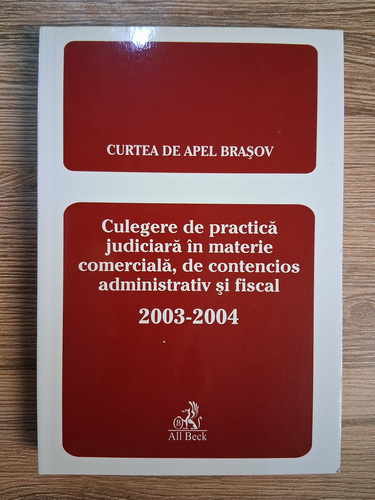 CURTEA DE APEL BRAŞOV
Culegere de practică
judiciară în materie
comercială, de contencios
administrativ şi fiscal
2003-2004
B
All Beck